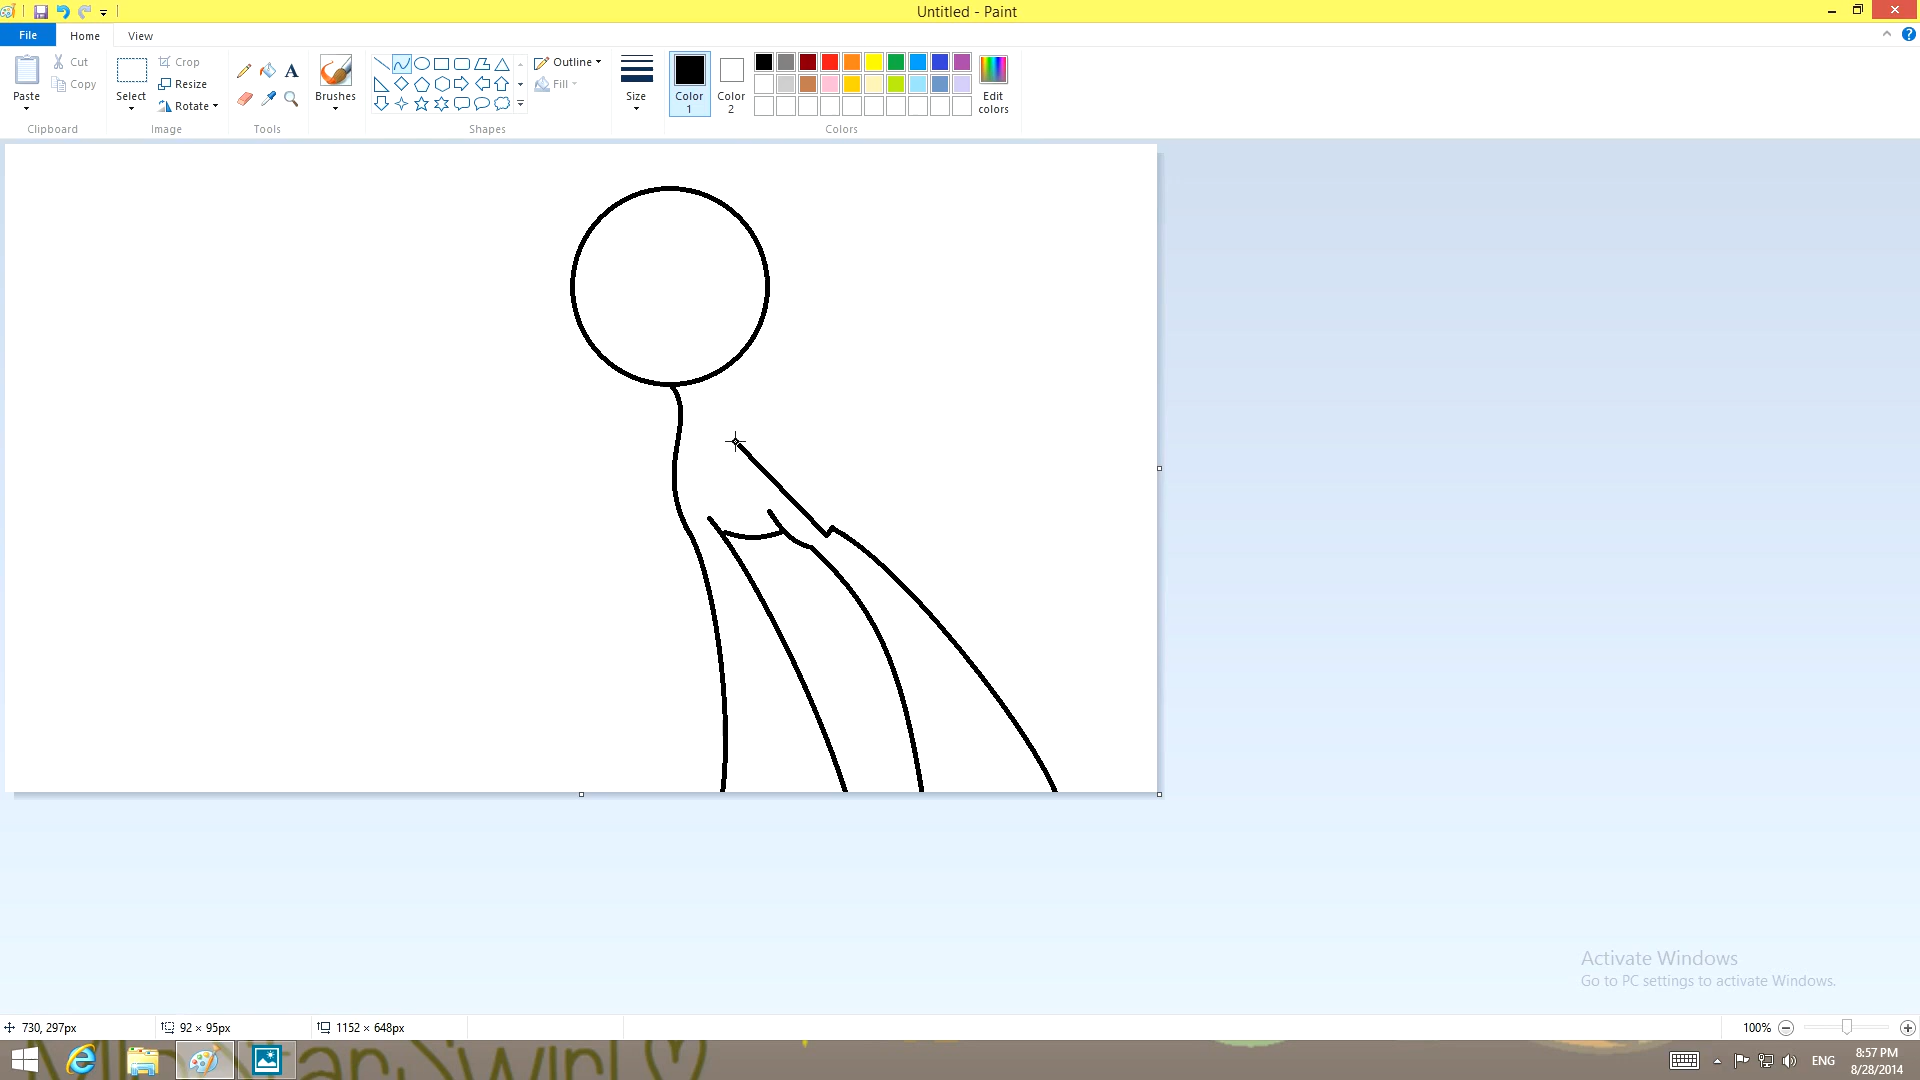 Untitled - Paint
File
Home
View
Paste
Cut
Copy
Clipboard
Select
Crop
Resize
Rotate
Image
A
Tools
Brushes
Shapes
Outline
Fill
Size
Color 1
Color 2
Edit colors
Colors
Activate Windows
Go to PC settings to activate Windows.
730, 297px
92 × 95px
1152 × 648px
100%
Star Swirl
ENG
8:57 PM
8/28/2014